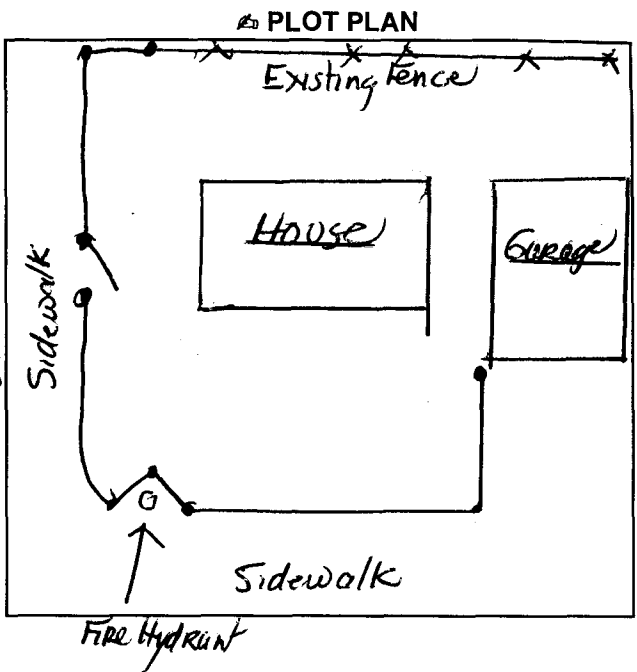 PLOT PLAN
Existing Fence
House
Garage
Sidewalk
Sidewalk
Fire Hydrant